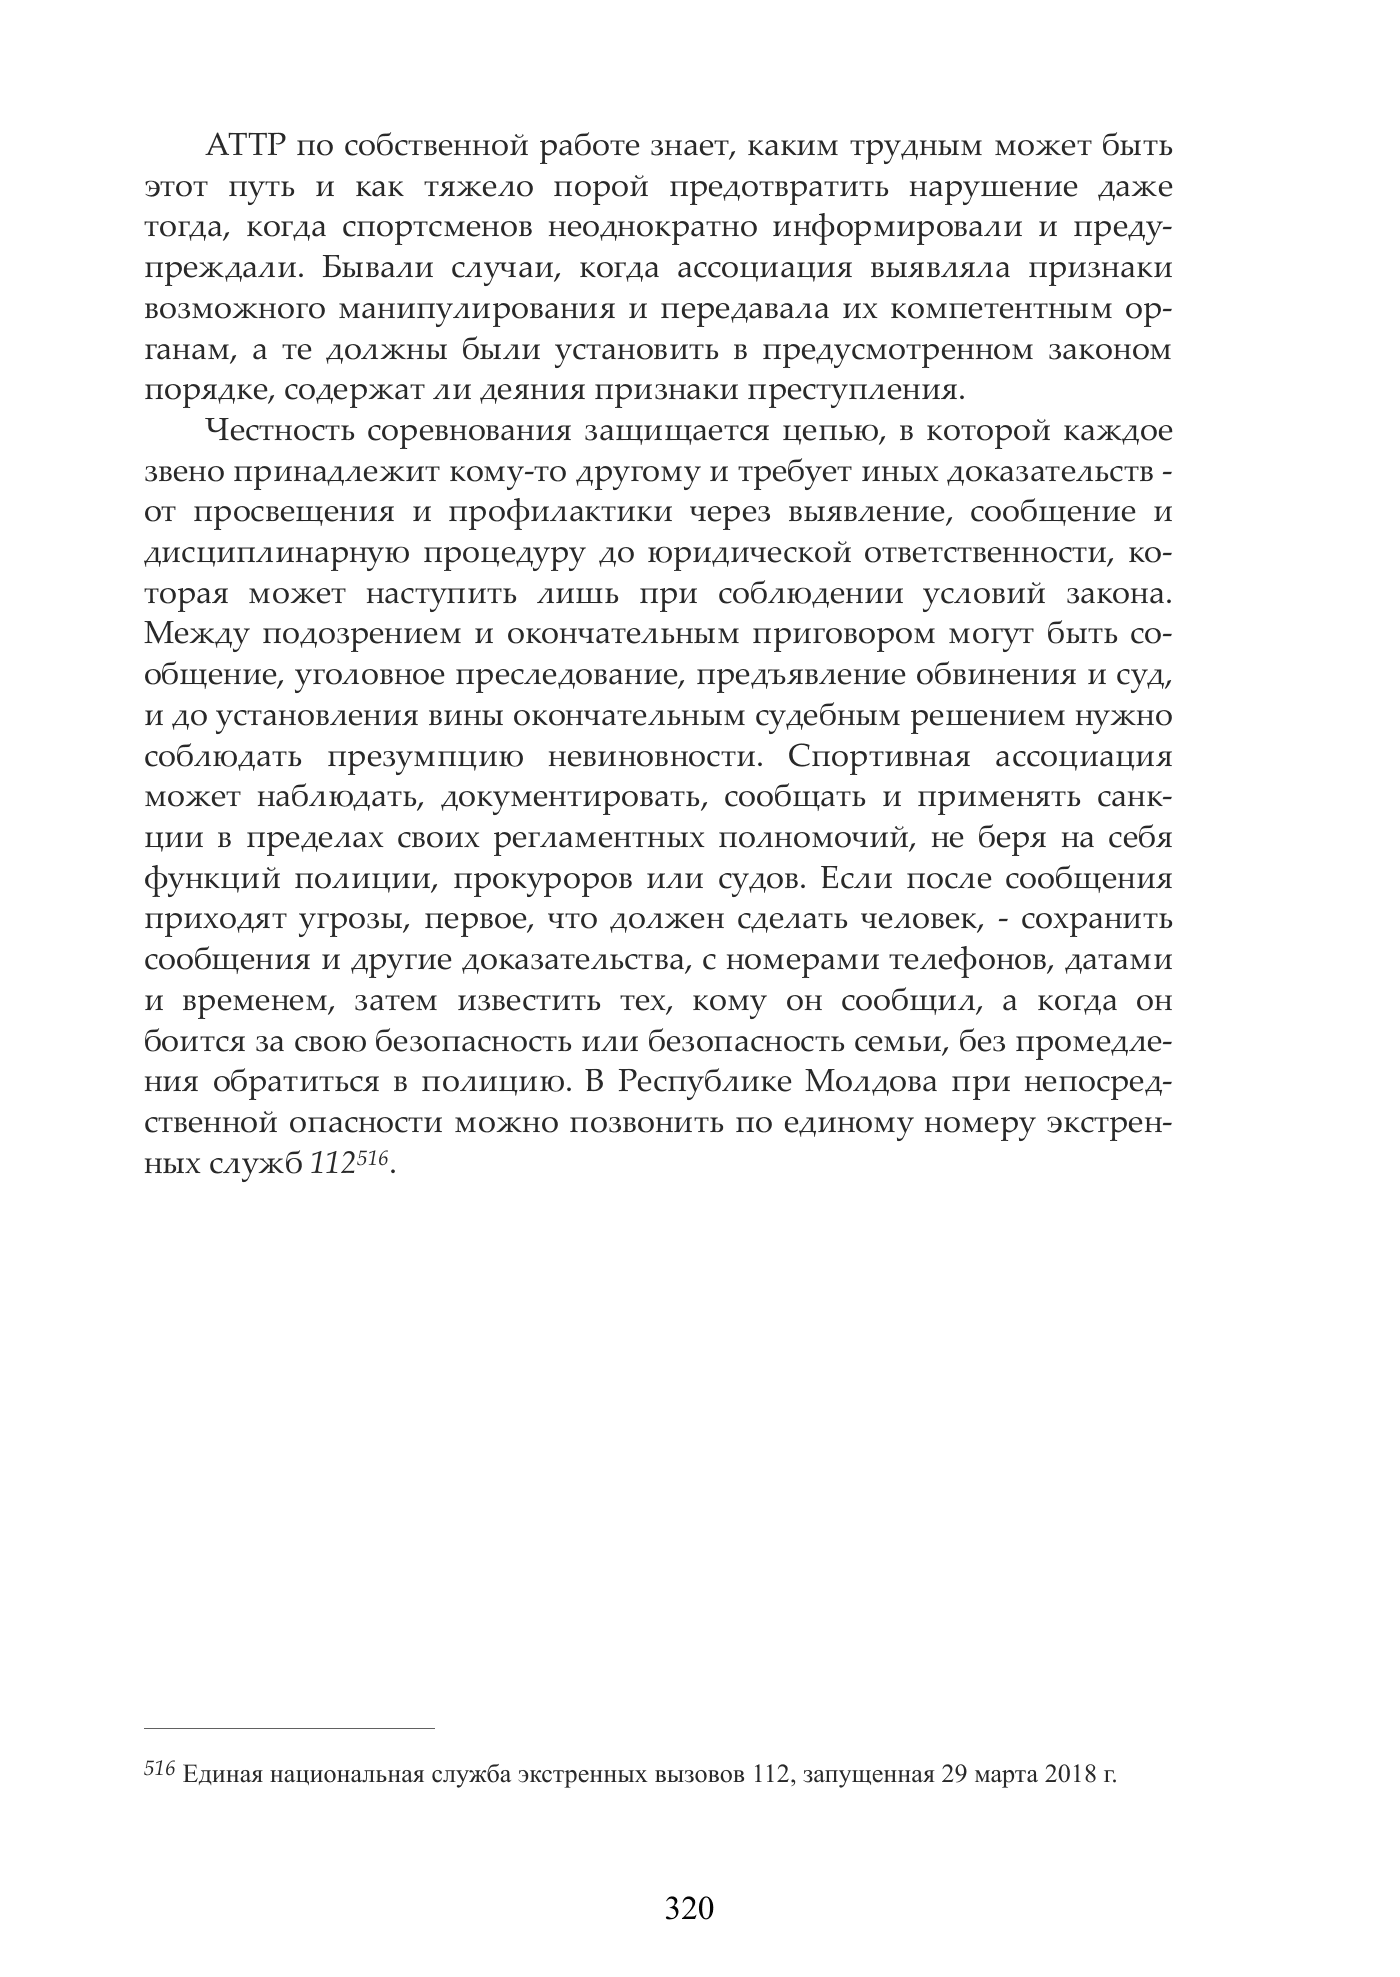 АТТР по собственной работе знает, каким трудным может быть
этот путь и как тяжело порой предотвратить нарушение даже
тогда, когда спортсменов неоднократно информировали и преду-
преждали. Бывали случаи, когда ассоциация выявляла признаки
возможного манипулирования и передавала их компетентным ор-
ганам, а те должны были установить в предусмотренном законом
порядке, содержат ли деяния признаки преступления.
Честность соревнования защищается цепью, в которой каждое
звено принадлежит кому-то другому и требует иных доказательств -
от просвещения и профилактики через выявление, сообщение и
дисциплинарную процедуру до юридической ответственности, ко-
торая может наступить лишь при соблюдении условий закона.
Между подозрением и окончательным приговором могут быть со-
общение, уголовное преследование, предъявление обвинения и суд,
и до установления вины окончательным судебным решением нужно
соблюдать презумпцию невиновности. Спортивная ассоциация
может наблюдать, документировать, сообщать и применять санк-
ции в пределах своих регламентных полномочий, не беря на себя
функций полиции, прокуроров или судов. Если после сообщения
приходят угрозы, первое, что должен сделать человек, - сохранить
сообщения и другие доказательства, с номерами телефонов, датами
и временем, затем известить тех, кому он сообщил, а когда он
боится за свою безопасность или безопасность семьи, без промедле-
ния обратиться в полицию. В Республике Молдова при непосред-
ственной опасности можно позвонить по единому номеру экстрен-
ных служб 112516.
516 Единая национальная служба экстренных вызовов 112, запущенная 29 марта 2018 г.
320